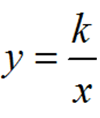 y = k/x